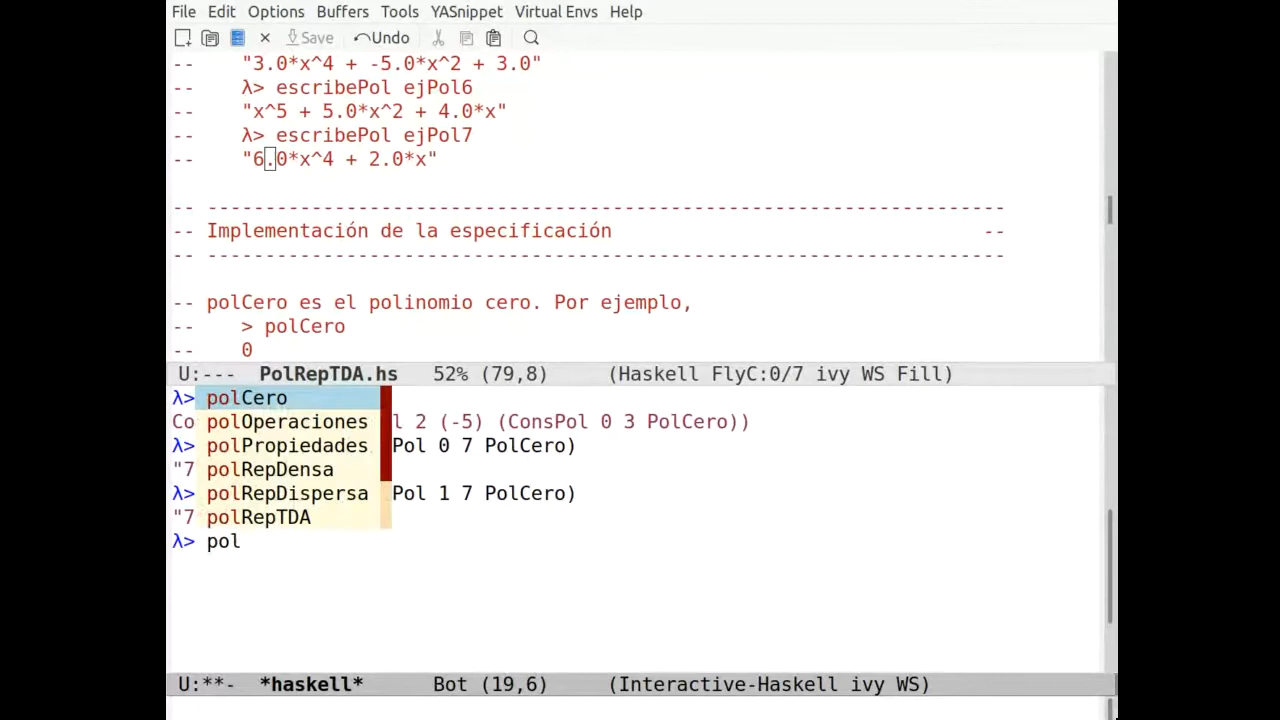 File Edit Options Buffers Tools YASnippet Virtual Envs Help
Save Undo
-- "3.0*x^4 + -5.0*x^2 + 3.0"
-- λ> escribePol ejPol6
-- "x^5 + 5.0*x^2 + 4.0*x"
-- λ> escribePol ejPol7
-- "6.0*x^4 + 2.0*x"
-- ---------------------------------------------------------------------
-- Implementación de la especificación --
-- ---------------------------------------------------------------------
-- polCero es el polinomio cero. Por ejemplo,
-- > polCero
-- 0
U:--- PolRepTDA.hs 52% (79,8) (Haskell FlyC:0/7 ivy WS Fill)
λ> polCero
Co polOperaciones l 2 (-5) (ConsPol 0 3 PolCero))
λ> polPropiedades Pol 0 7 PolCero)
"7 polRepDensa
λ> polRepDispersa Pol 1 7 PolCero)
"7 polRepTDA
λ> pol
U:**- *haskell* Bot (19,6) (Interactive-Haskell ivy WS)